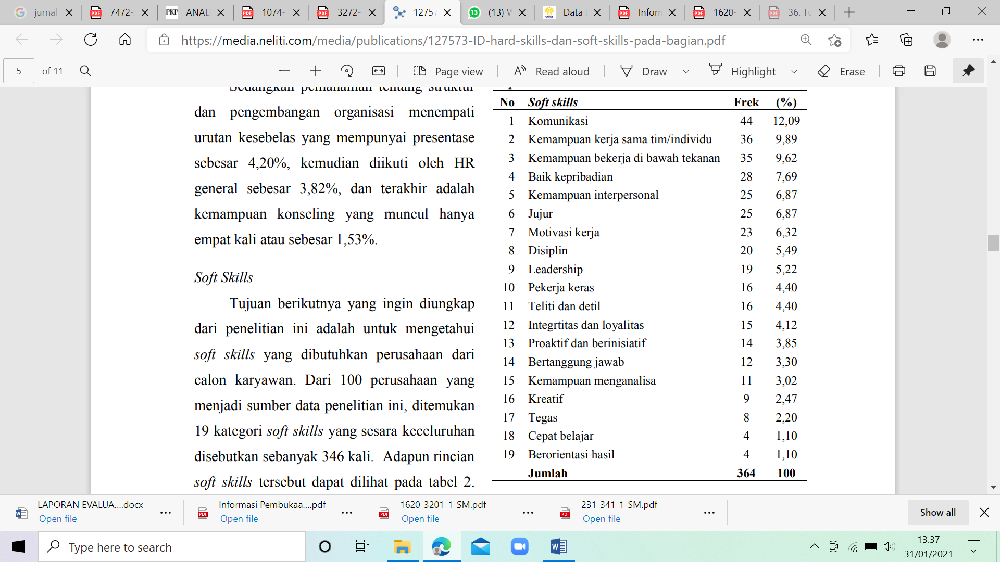 jurnal
7472-
PKP ANAL
1074-
3272-
12757
13 (13) W
Data
Inform
1620-
36. Tu
https://media.neliti.com/media/publications/127573-ID-hard-skills-dan-soft-skills-pada-bagian.pdf
5 of 11
Page view
Read aloud
Draw
Highlight
Erase
Sedangkan pemahaman tentang struktur
dan pengembangan organisasi menempati
urutan kesebelas yang mempunyai presentase
sebesar 4,20%, kemudian diikuti oleh HR
general sebesar 3,82%, dan terakhir adalah
kemampuan konseling yang muncul hanya
empat kali atau sebesar 1,53%.
Soft Skills
Tujuan berikutnya yang ingin diungkap
dari penelitian ini adalah untuk mengetahui
soft skills yang dibutuhkan perusahaan dari
calon karyawan. Dari 100 perusahaan yang
menjadi sumber data penelitian ini, ditemukan
19 kategori soft skills yang sesara keceluruhan
disebutkan sebanyak 346 kali. Adapun rincian
soft skills tersebut dapat dilihat pada tabel 2.
No Soft skills Frek (%)
1 Komunikasi 44 12,09
2 Kemampuan kerja sama tim/individu 36 9,89
3 Kemampuan bekerja di bawah tekanan 35 9,62
4 Baik kepribadian 28 7,69
5 Kemampuan interpersonal 25 6,87
6 Jujur 25 6,87
7 Motivasi kerja 23 6,32
8 Disiplin 20 5,49
9 Leadership 19 5,22
10 Pekerja keras 16 4,40
11 Teliti dan detil 16 4,40
12 Integrtitas dan loyalitas 15 4,12
13 Proaktif dan berinisiatif 14 3,85
14 Bertanggung jawab 12 3,30
15 Kemampuan menganalisa 11 3,02
16 Kreatif 9 2,47
17 Tegas 8 2,20
18 Cepat belajar 4 1,10
19 Berorientasi hasil 4 1,10
Jumlah 364 100
LAPORAN EVALUA....docx
Open file
Informasi Pembukaa....pdf
Open file
1620-3201-1-SM.pdf
Open file
231-341-1-SM.pdf
Open file
Show all
Type here to search
13.37
31/01/2021